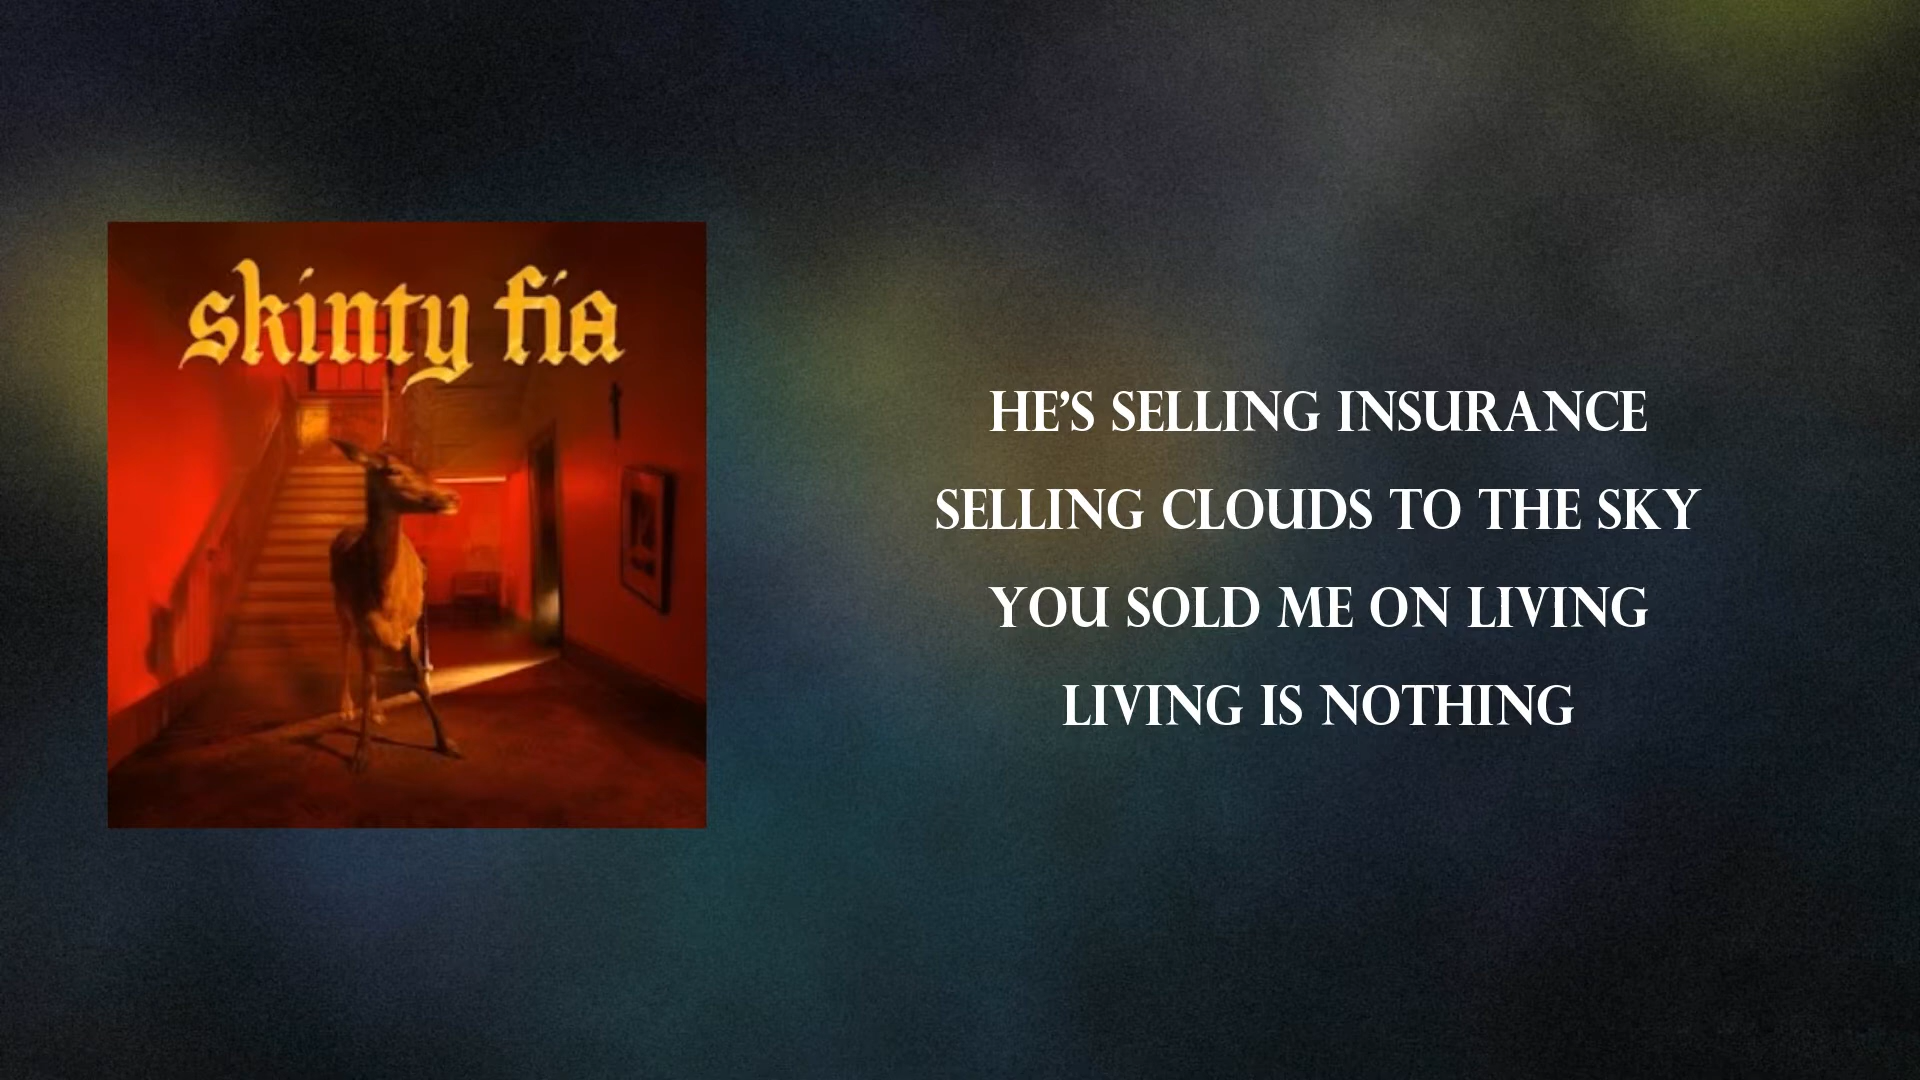 skinty fia
HE'S SELLING INSURANCE
SELLING CLOUDS TO THE SKY
YOU SOLD ME ON LIVING
LIVING IS NOTHING